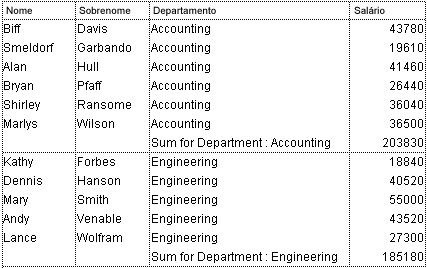 Nome Sobrenome Departamento Salário
Biff Davis Accounting 43780
Smeldorf Garbando Accounting 19610
Alan Hull Accounting 41460
Bryan Pfaff Accounting 26440
Shirley Ransome Accounting 36040
Marlys Wilson Accounting 36500
Sum for Department : Accounting 203830
Kathy Forbes Engineering 18840
Dennis Hanson Engineering 40520
Mary Smith Engineering 55000
Andy Venable Engineering 43520
Lance Wolfram Engineering 27300
Sum for Department : Engineering 185180